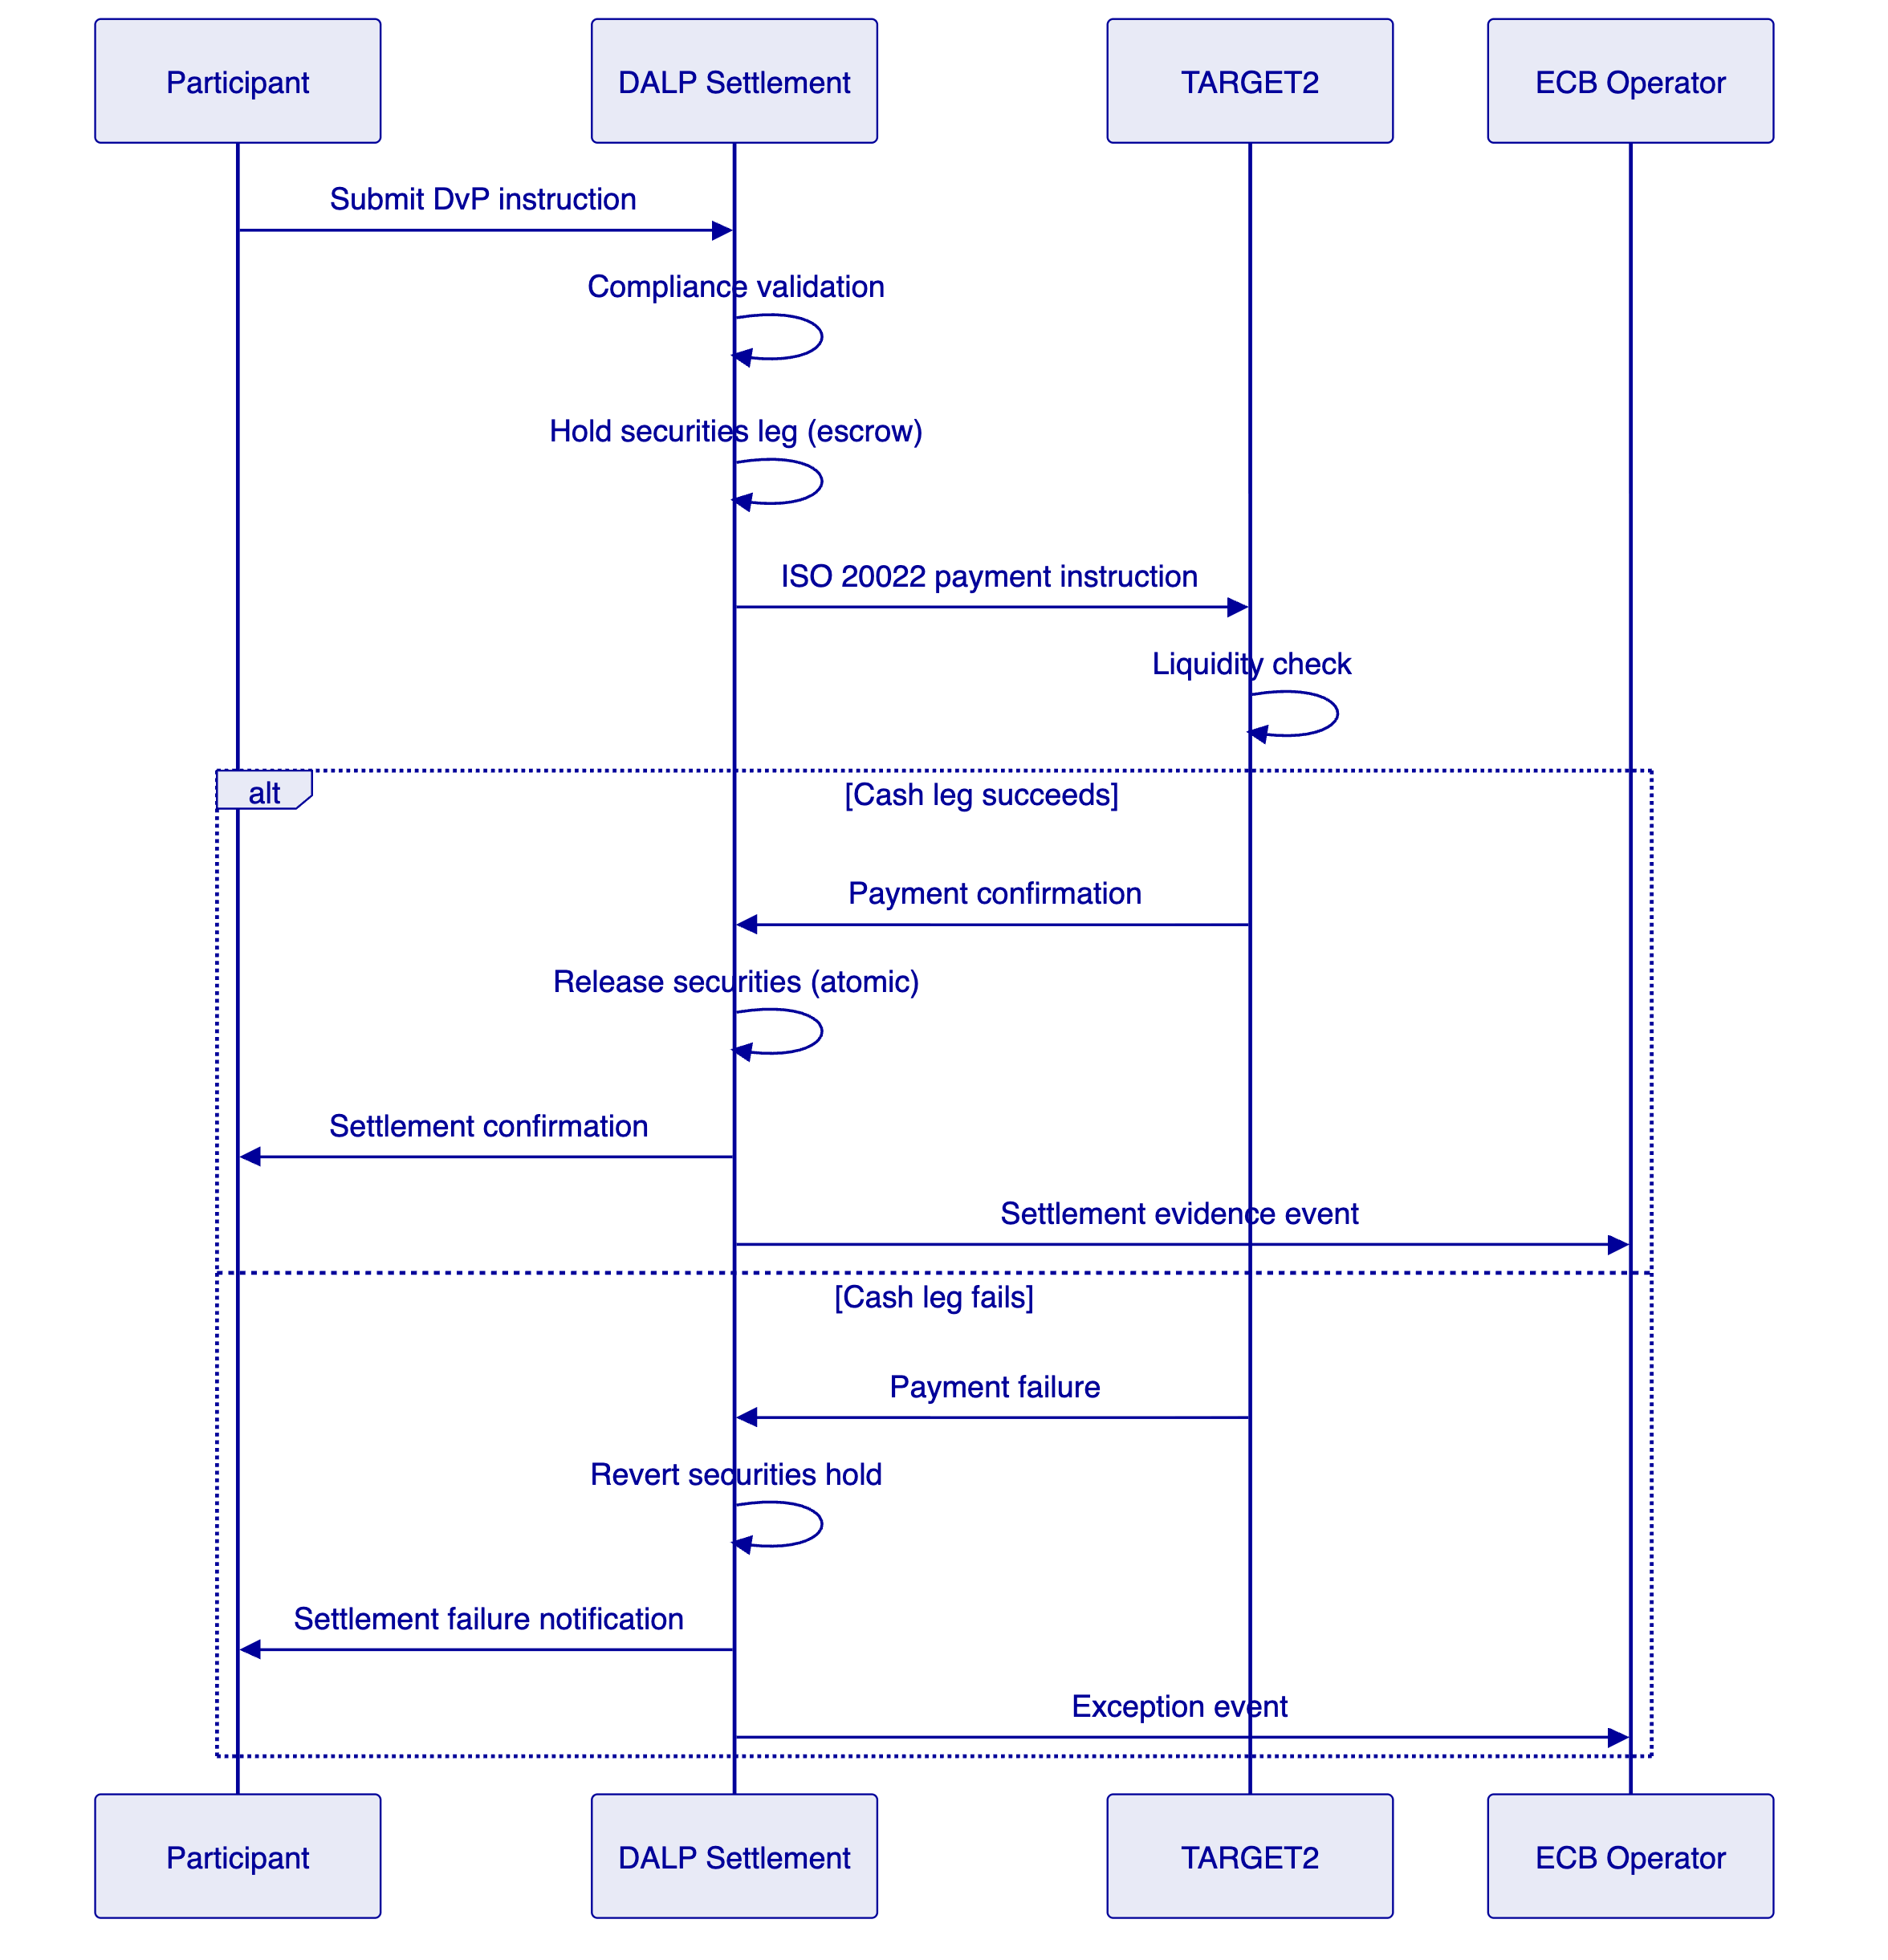 Participant
DALP Settlement
TARGET2
ECB Operator
Submit DvP instruction
Compliance validation
Hold securities leg (escrow)
ISO 20022 payment instruction
Liquidity check
alt
[Cash leg succeeds]
Payment confirmation
Release securities (atomic)
Settlement confirmation
Settlement evidence event
[Cash leg fails]
Payment failure
Revert securities hold
Settlement failure notification
Exception event
Participant
DALP Settlement
TARGET2
ECB Operator